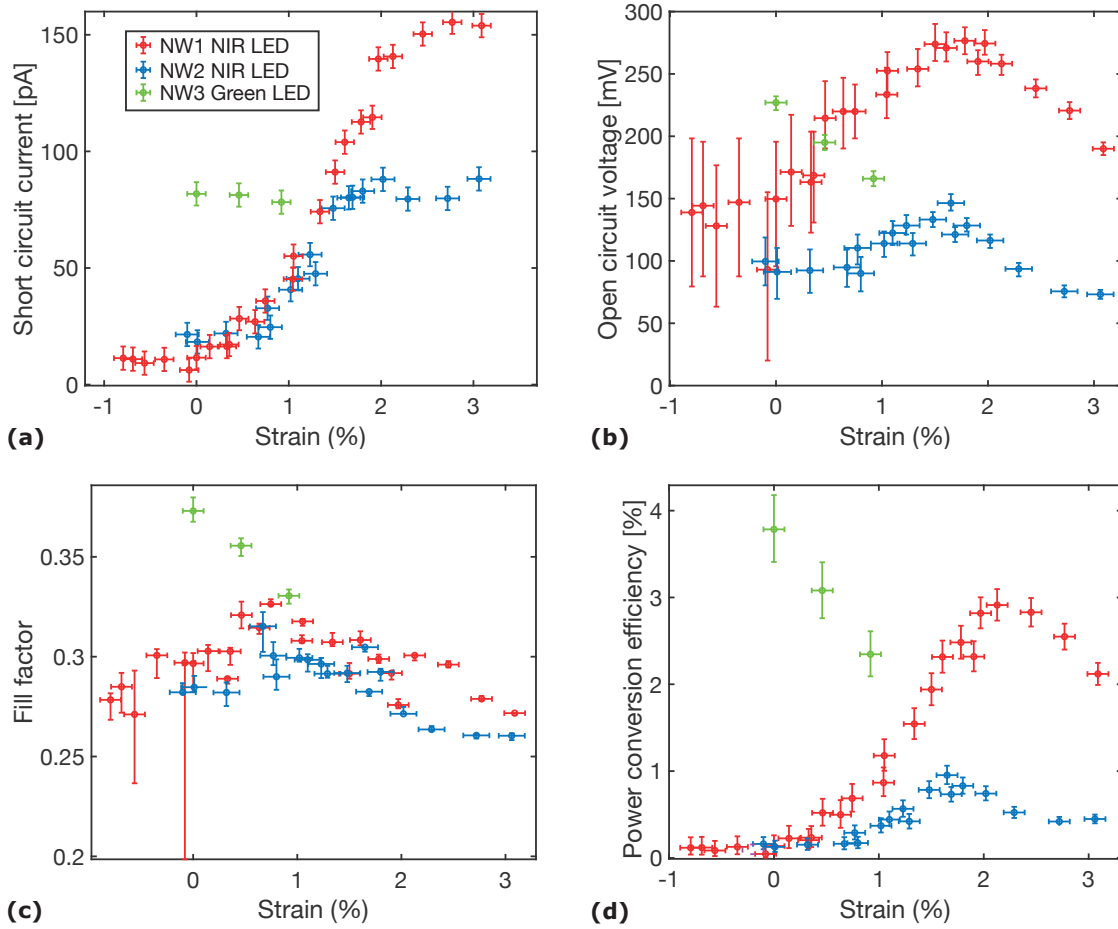 150
100
50
0
Short circuit current [pA]
NW1 NIR LED
NW2 NIR LED
NW3 Green LED
-1 0 1 2 3
Strain (%)
(a)
300
250
200
150
100
50
0
Open circuit voltage [mV]
-1 0 1 2 3
Strain (%)
(b)
0.35
0.3
0.25
0.2
Fill factor
0 1 2 3
Strain (%)
(c)
4
3
2
1
0
Power conversion efficiency [%]
-1 0 1 2 3
Strain (%)
(d)